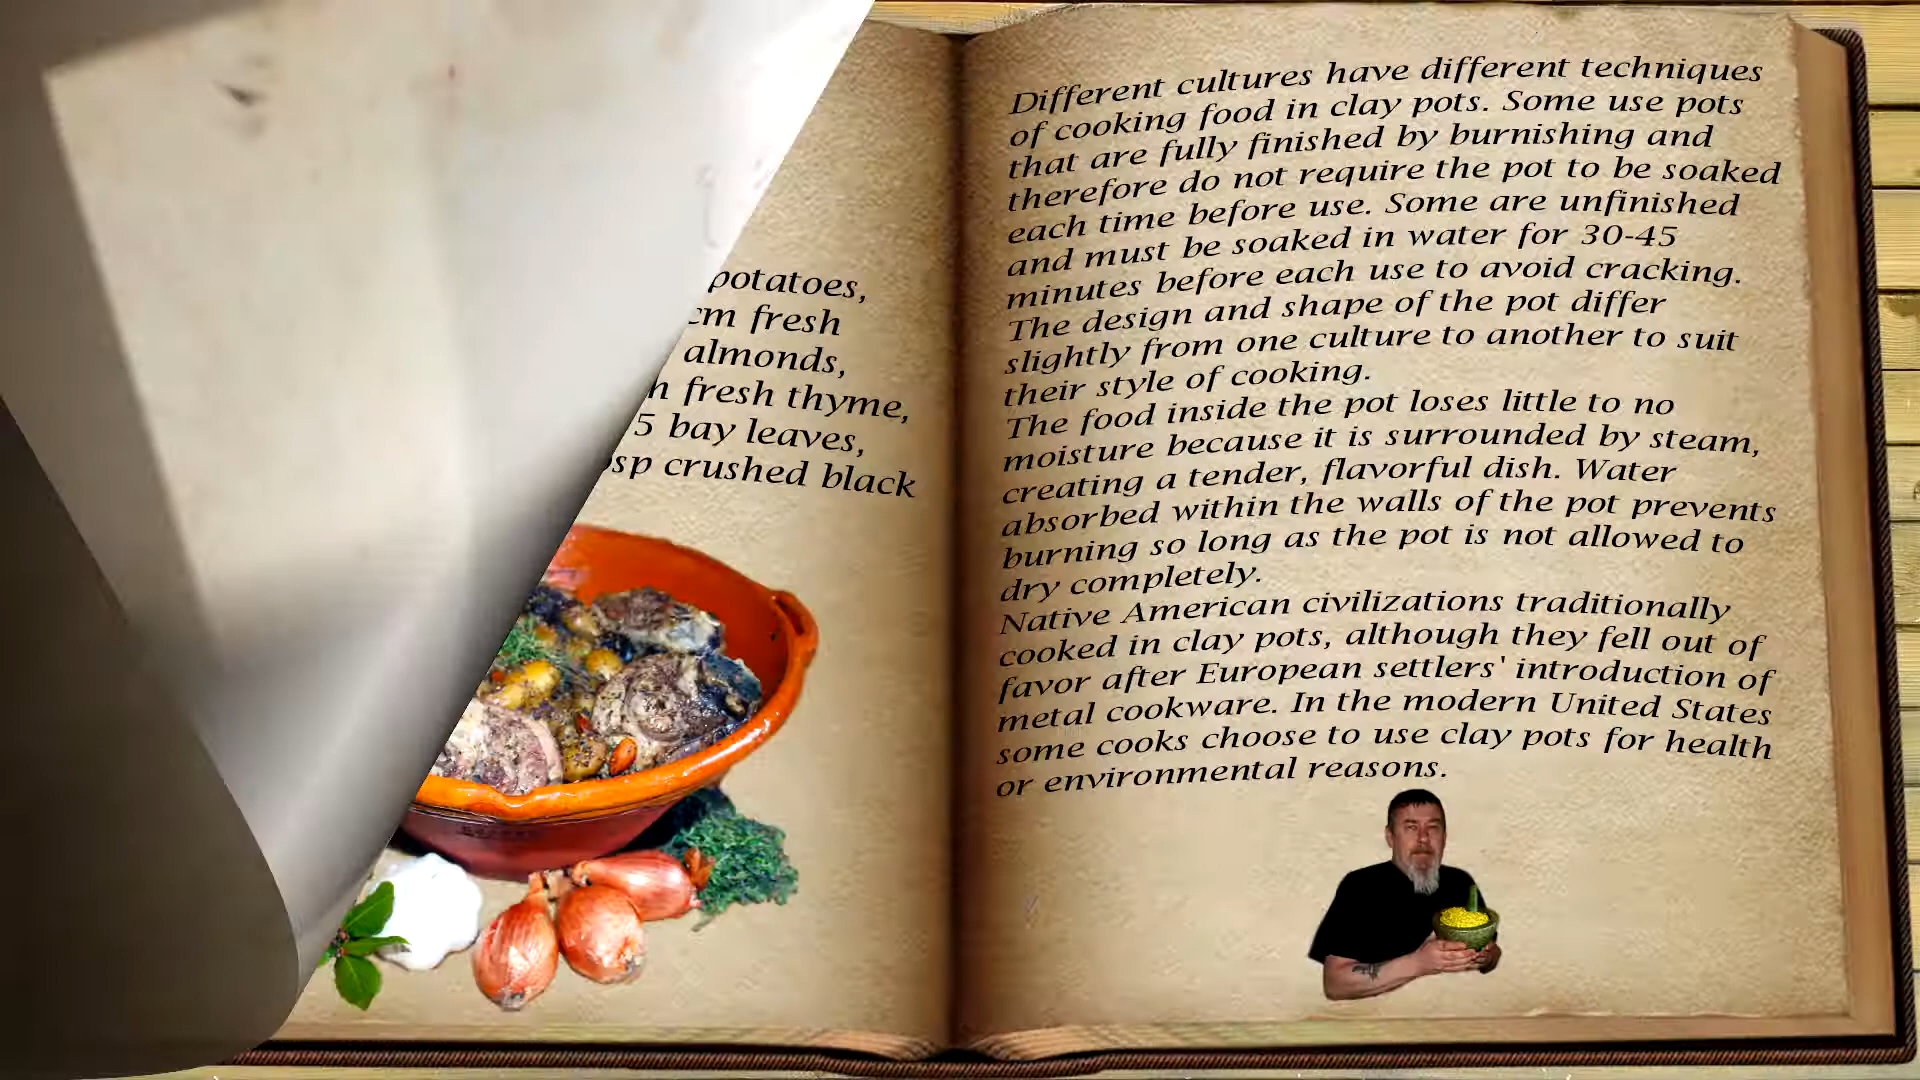 potatoes,
cm fresh
almonds,
fresh thyme,
5 bay leaves,
crushed black
Different cultures have different techniques
of cooking food in clay pots. Some use pots
that are fully finished by burnishing and
therefore do not require the pot to be soaked
each time before use. Some are unfinished
and must be soaked in water for 30-45
minutes before each use to avoid cracking.
The design and shape of the pot differ
slightly from one culture to another to suit
their style of cooking.
The food inside the pot loses little to no
moisture because it is surrounded by steam,
creating a tender, flavorful dish. Water
absorbed within the walls of the pot prevents
burning so long as the pot is not allowed to
dry completely.
Native American civilizations traditionally
cooked in clay pots, although they fell out of
favor after European settlers' introduction of
metal cookware. In the modern United States
some cooks choose to use clay pots for health
or environmental reasons.